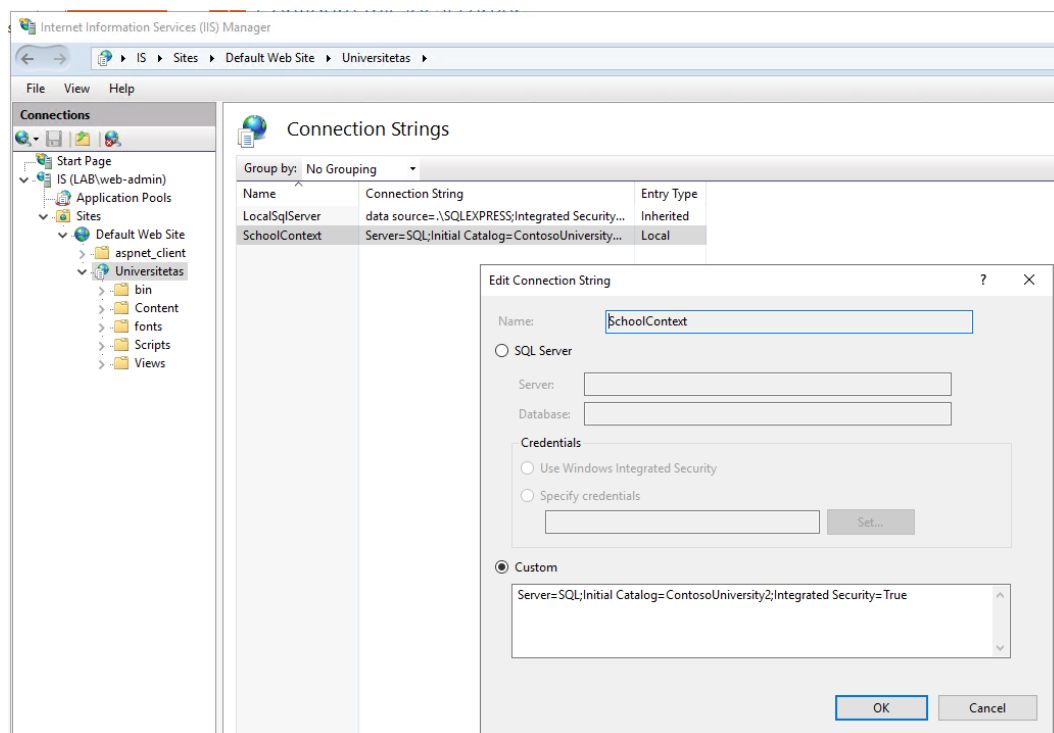 Internet Information Services (IIS) Manager
IS Sites Default Web Site Universitetas
File View Help
Connections
Start Page
IS (LAB\web-admin)
Application Pools
Sites
Default Web Site
aspnet_client
Universitetas
bin
Content
fonts
Scripts
Views
Connection Strings
Group by: No Grouping
Name Connection String Entry Type
LocalSqlServer data source=.\SQLEXPRESS;Integrated Security... Inherited
SchoolContext Server=SQL;Initial Catalog=ContosoUniversity... Local
Edit Connection String ?
Name: SchoolContext
SQL Server
Server:
Database:
Credentials
Use Windows Integrated Security
Specify credentials
Set...
Custom
Server=SQL;Initial Catalog=ContosoUniversity2;Integrated Security=True
OK Cancel